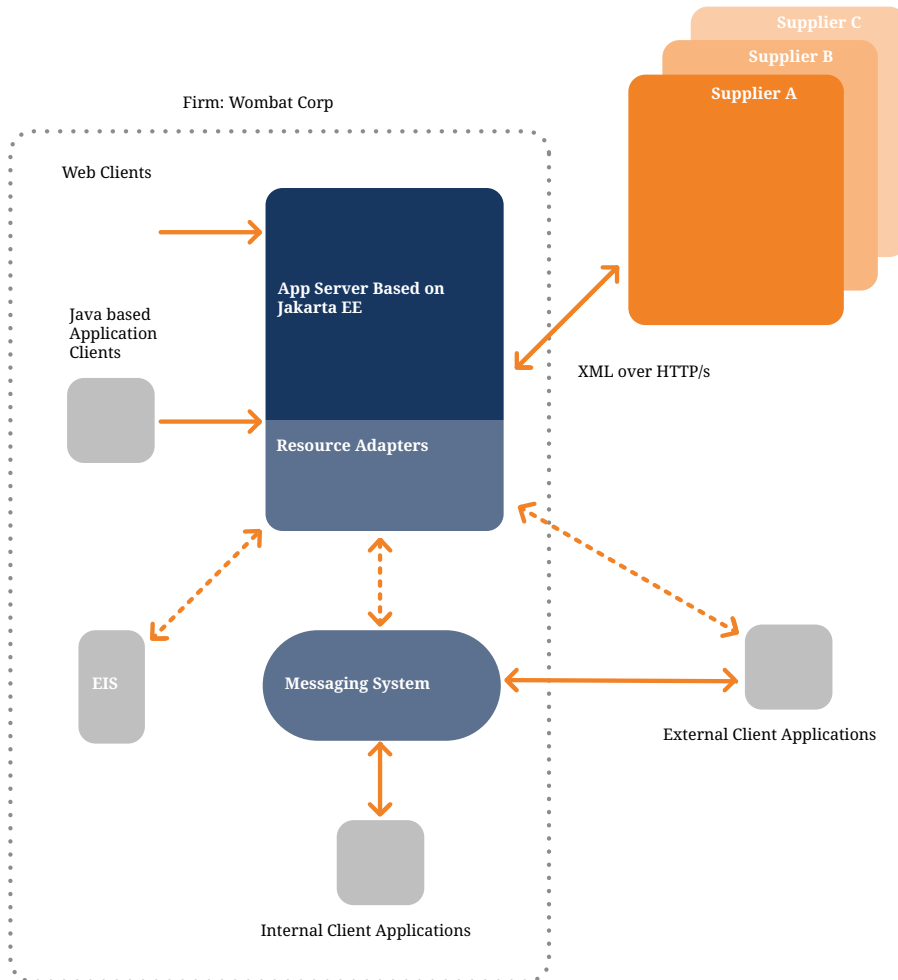 Supplier C
Supplier B
Supplier A
Firm: Wombat Corp
Web Clients
App Server Based on
Jakarta EE
Java based
Application
Clients
XML over HTTP/s
Resource Adapters
EIS
Messaging System
External Client Applications
Internal Client Applications